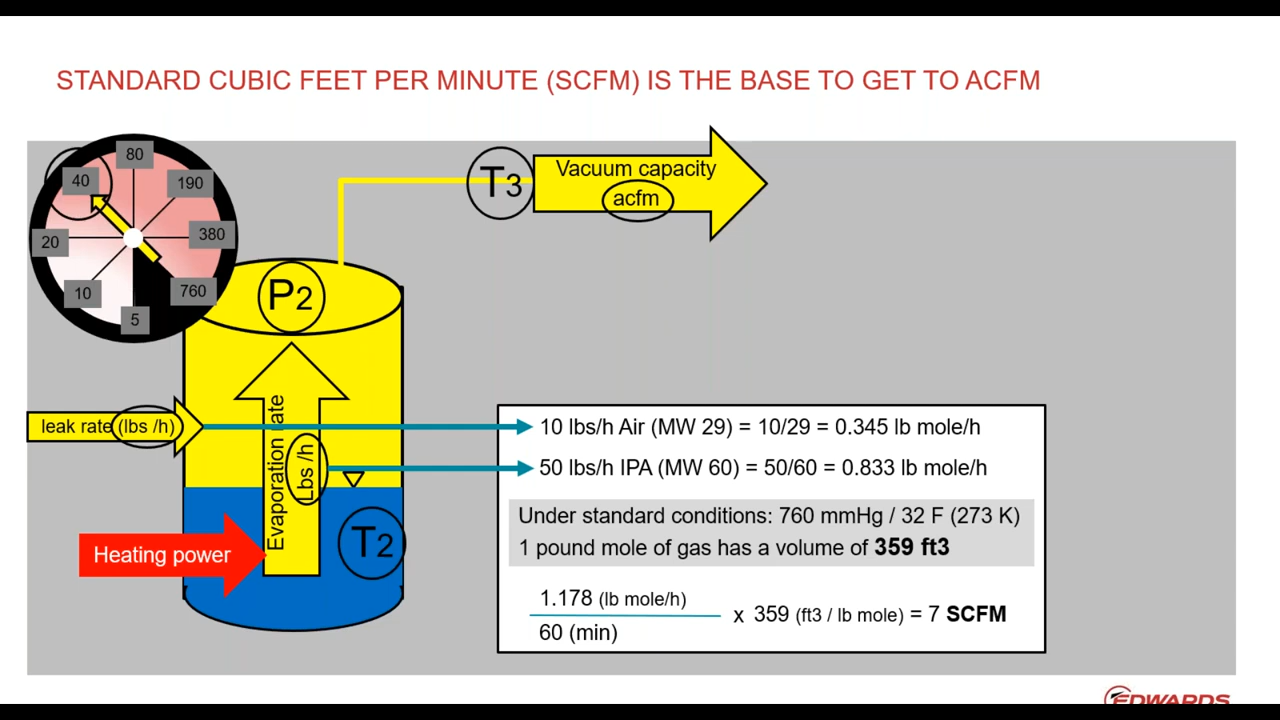 STANDARD CUBIC FEET PER MINUTE (SCFM) IS THE BASE TO GET TO ACFM
80
40
190
20
380
10
760
5
T3
Vacuum capacity
acfm
P2
leak rate (lbs /h)
Evaporation rate
Lbs /h
Heating power
T2
10 lbs/h Air (MW 29) = 10/29 = 0.345 lb mole/h
50 lbs/h IPA (MW 60) = 50/60 = 0.833 lb mole/h
Under standard conditions: 760 mmHg / 32 F (273 K)
1 pound mole of gas has a volume of 359 ft3
1.178 (lb mole/h)
60 (min)
x 359 (ft3 / lb mole) = 7 SCFM
EDWARDS